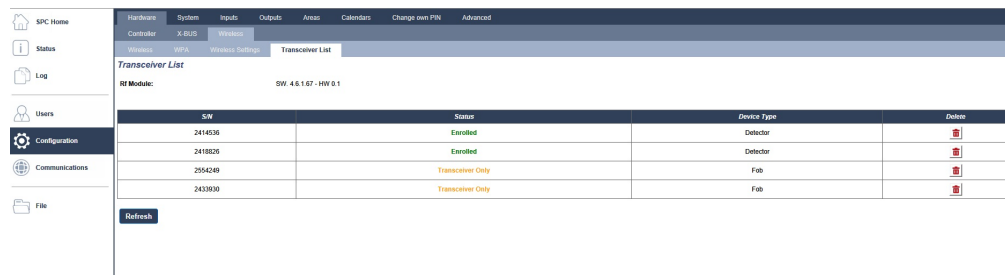 SPC Home
Status
Log
Users
Configuration
Communications
File
Hardware System Inputs Outputs Areas Calendars Change own PIN Advanced
Controller X-BUS Wireless
Wireless WPA Wireless Settings Transceiver List
Transceiver List
Rf Module: SW. 4.6.1.67 - HW 0.1
S/N Status Device Type Delete
2414536 Enrolled Detector
2418826 Enrolled Detector
2554249 Transceiver Only Fob
2433930 Transceiver Only Fob
Refresh